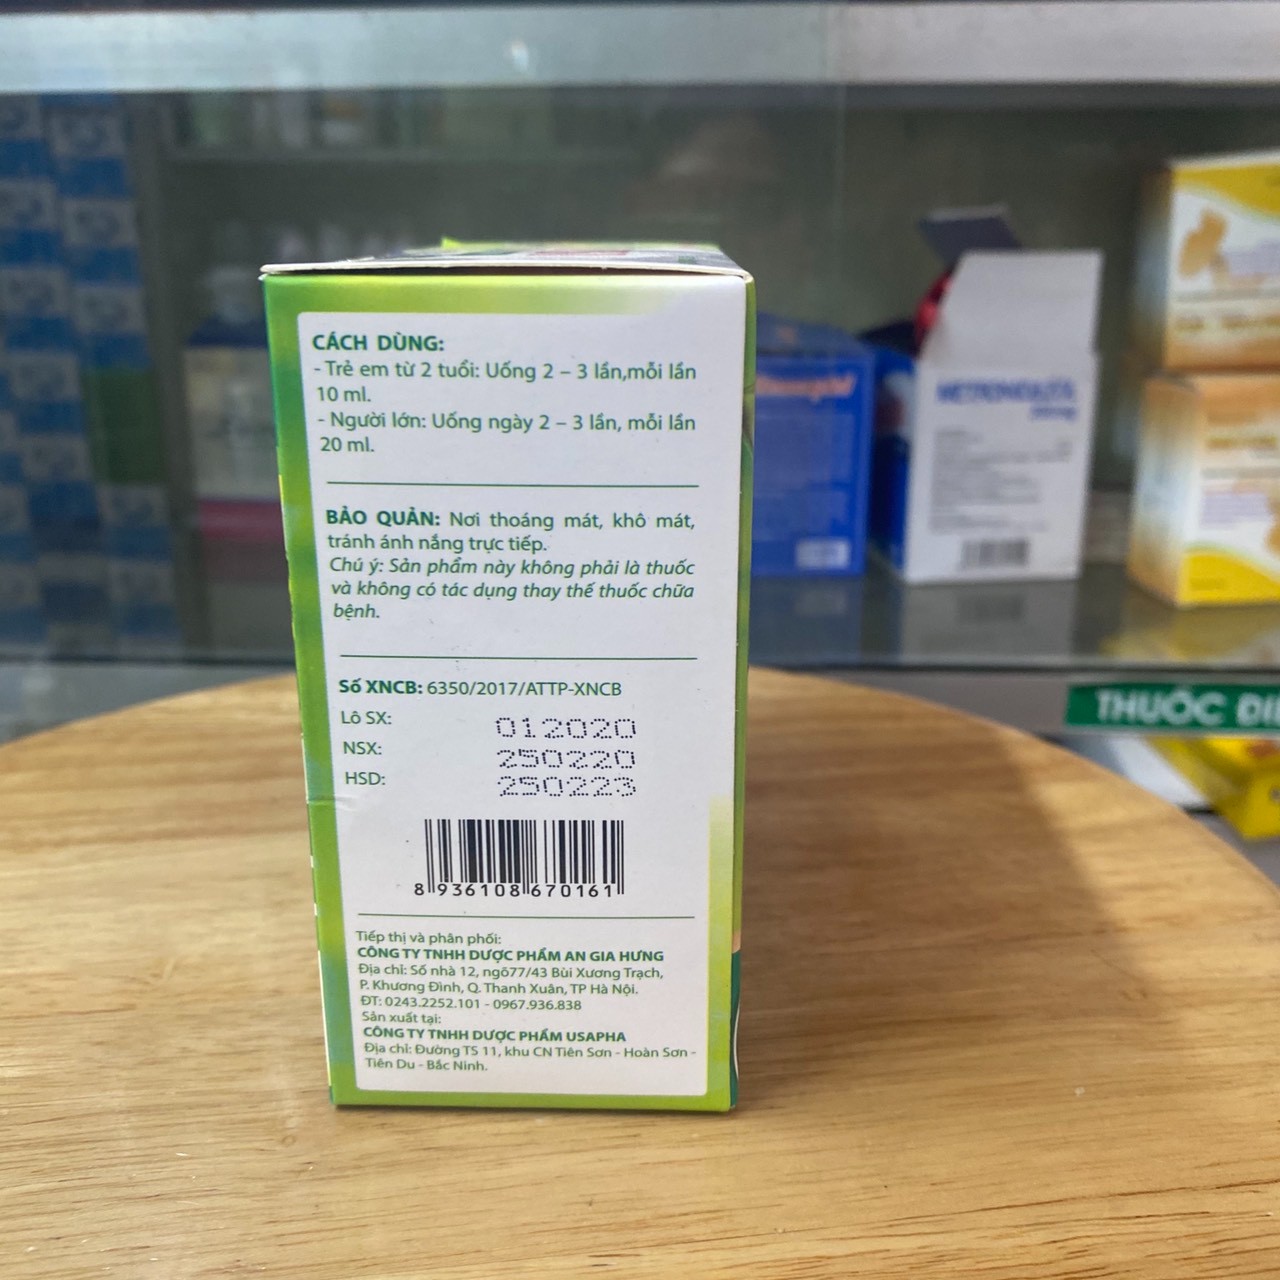 CÁCH DÙNG:
- Trẻ em từ 2 tuổi: Uống 2 – 3 lần,mỗi lần
10 ml.
- Người lớn: Uống ngày 2 – 3 lần, mỗi lần
20 ml.
BẢO QUẢN: Nơi thoáng mát, khô mát,
tránh ánh nắng trực tiếp.
Chú ý: Sản phẩm này không phải là thuốc
và không có tác dụng thay thế thuốc chữa
bệnh.
Số XNCB: 6350/2017/ATTP-XNCB
Lô SX: 012020
NSX: 250220
HSD: 250223
8 936108 670161
Tiếp thị và phân phối:
CÔNG TY TNHH DƯỢC PHẨM AN GIA HƯNG
Địa chỉ: Số nhà 12, ngõ77/43 Bùi Xương Trạch,
P. Khương Đình, Q. Thanh Xuân, TP Hà Nội.
ĐT: 0243.2252.101 - 0967.936.838
Sản xuất tại:
CÔNG TY TNHH DƯỢC PHẨM USAPHA
Địa chỉ: Đường TS 11, khu CN Tiên Sơn - Hoàn Sơn -
Tiên Du - Bắc Ninh.
THUỐC